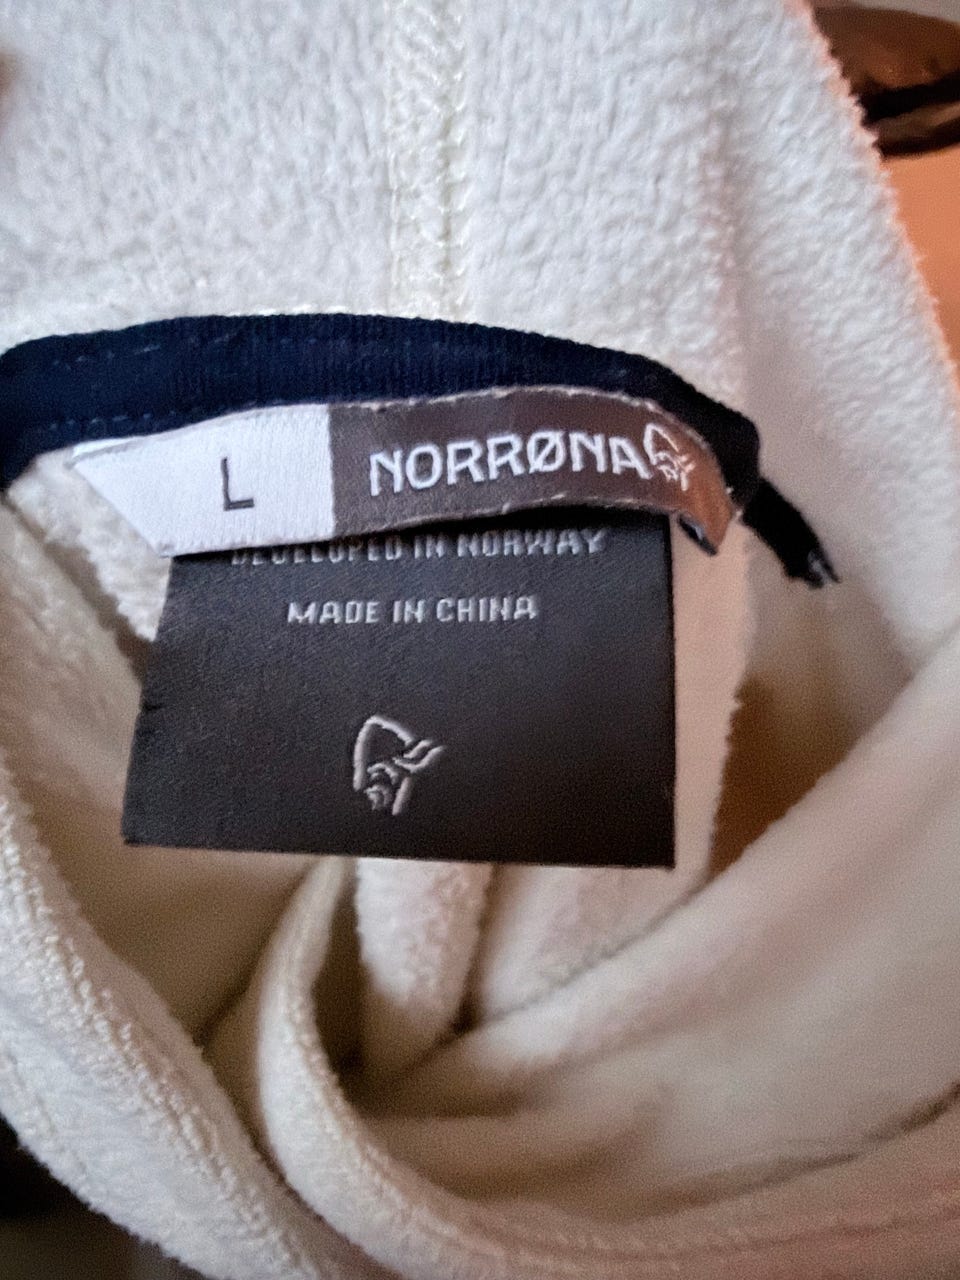 L
NORRØNA
DEVELOPED IN NORWAY
MADE IN CHINA